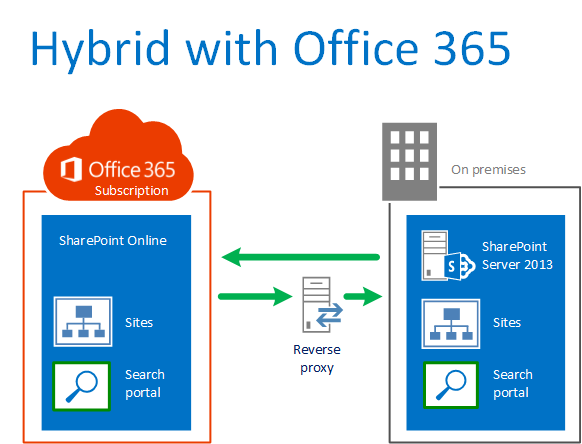 Hybrid with Office 365
Office 365
Subscription
On premises
SharePoint Online
Sites
Search
portal
Reverse
proxy
SharePoint
Server 2013
S
Sites
Search
portal